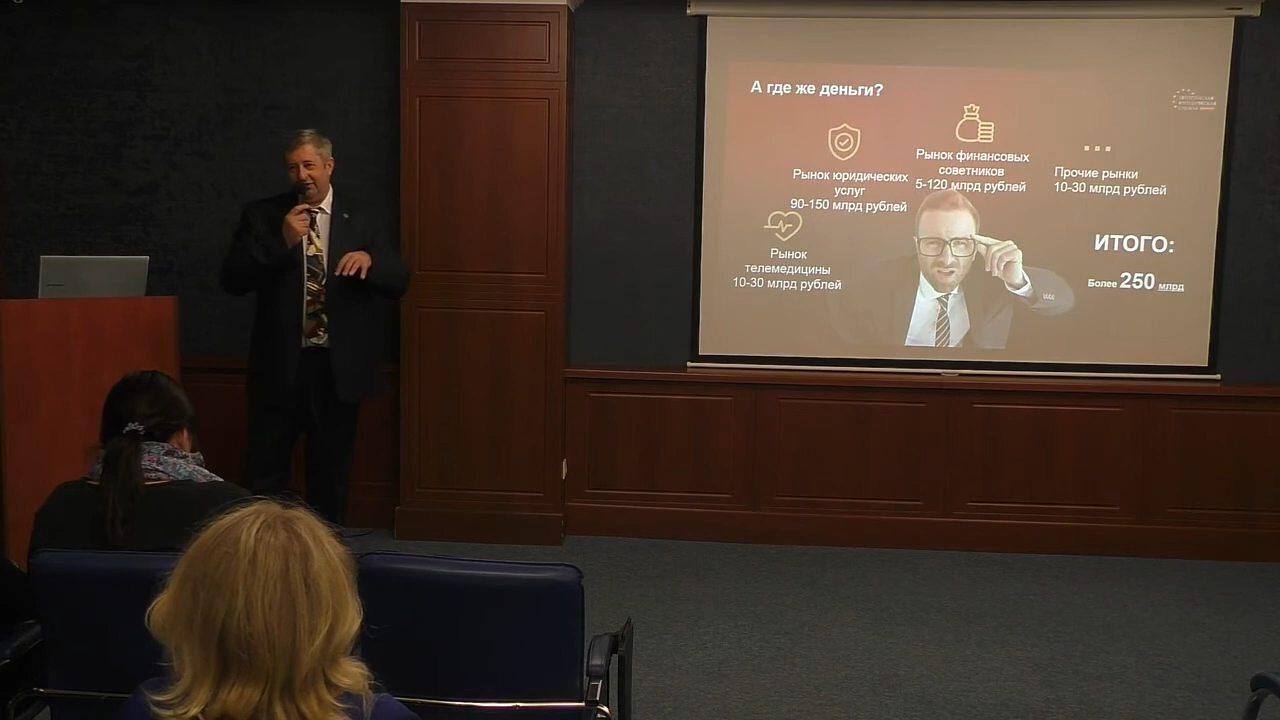 А где же деньги?
Рынок финансовых
советников
5-120 млрд рублей
Рынок юридических
услуг
90-150 млрд рублей
Прочие рынки
10-30 млрд рублей
Рынок
телемедицины
10-30 млрд рублей
ИТОГО:
Более 250 млрд